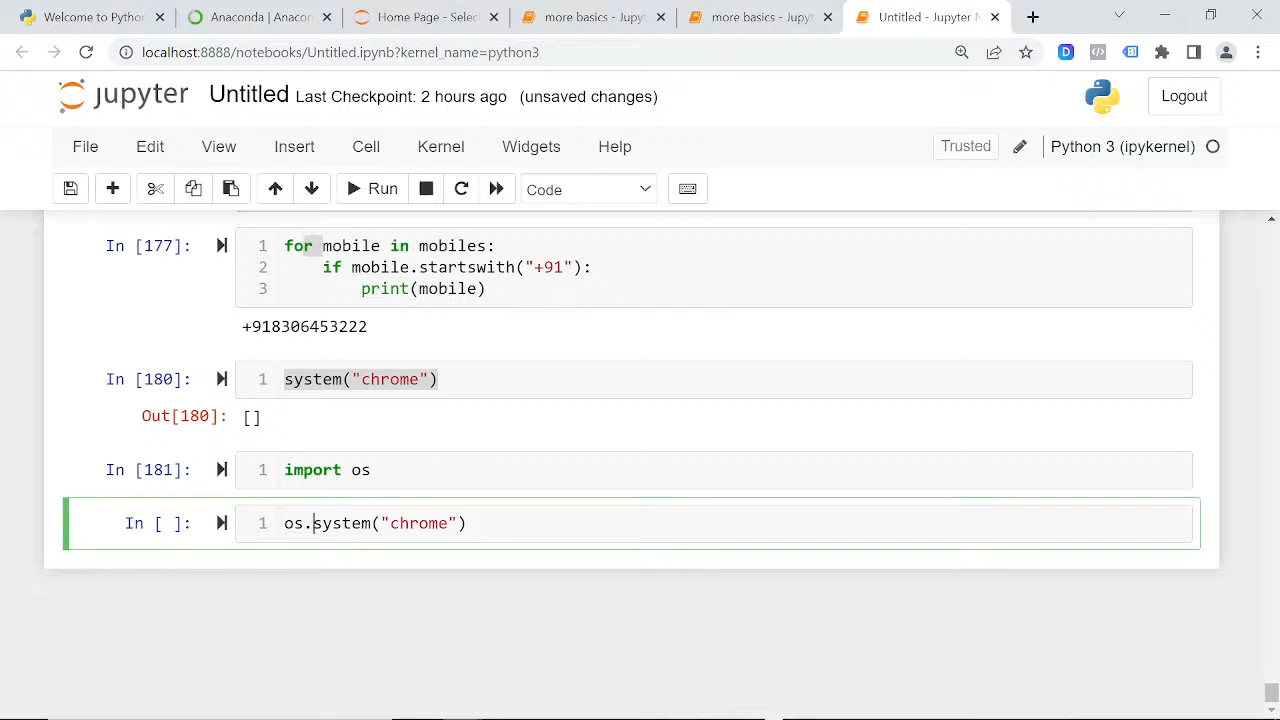 Welcome to Python
Anaconda | Anacon
Home Page - S
more basics - Jupyt
basics - Jupy
Untitled - Jupyter N
localhost:8888/notebooks/Untitled.ipynb?kernel_name=python3
jupyter Untitled Last Checkpoint: 2 hours ago (unsaved changes)
Logout
File Edit View Insert Cell Kernel Widgets Help
Trusted Python 3 (ipykernel)
Run Code
In [177]: 1 for mobile in mobiles:
2 if mobile.startswith("+91"):
3 print(mobile)
+918306453222
In [180]: 1 system("chrome")
Out[180]: []
In [181]: 1 import os
In [ ]: 1 os.system("chrome")